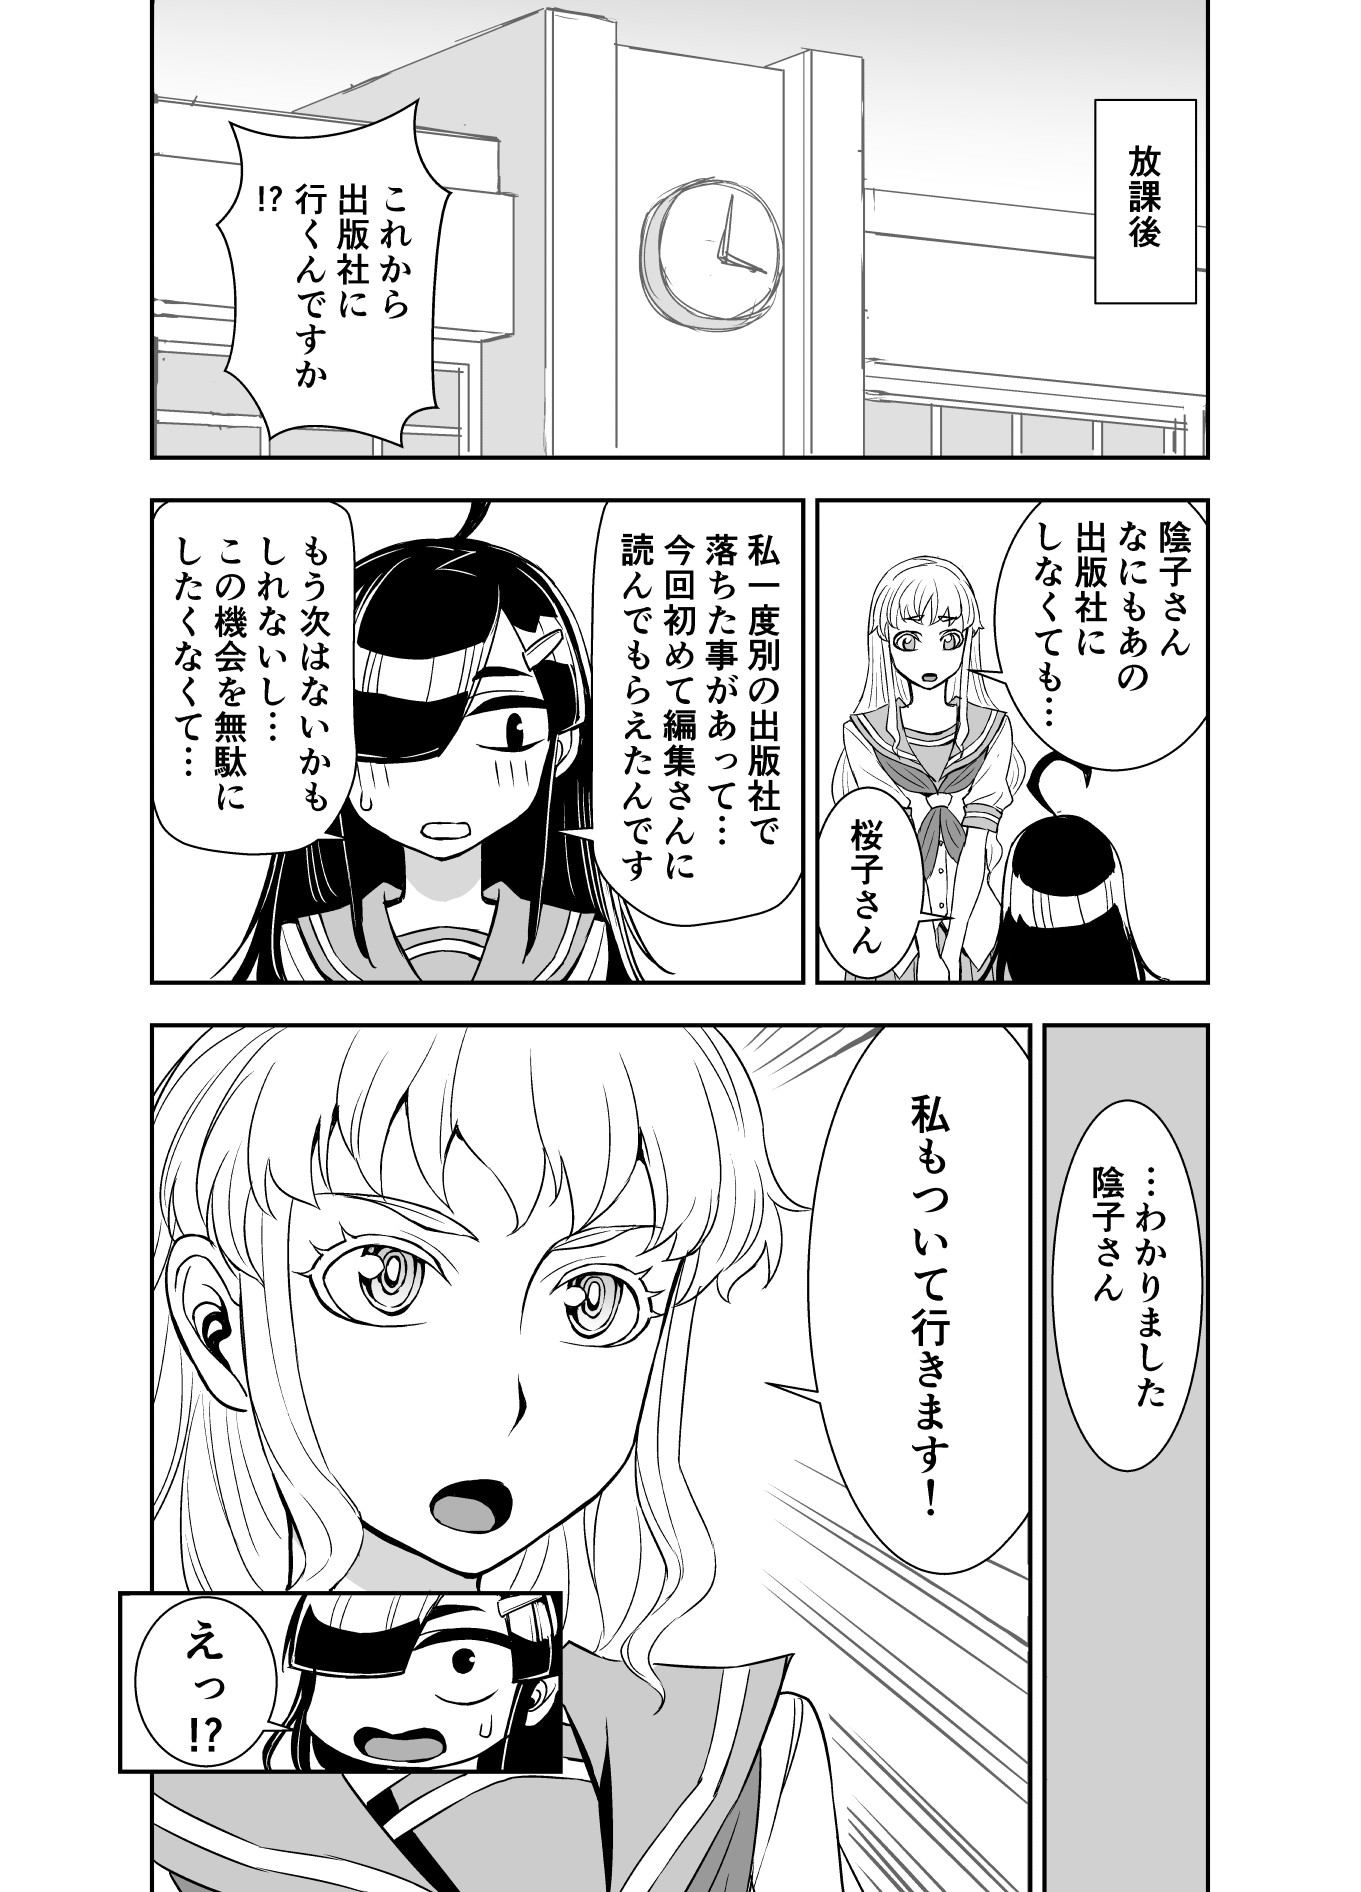 放課後
これから
出版社に
行くんですか
!?
陰子さん
なにもあの
出版社に
しなくても…
桜子さん
私一度別の出版社で
落ちた事があって…
今回初めて編集さんに
読んでもらえたんです
もう次はないかも
しれないし…
この機会を無駄に
したくなくて…
…わかりました
陰子さん
私もついて行きます！
えっ
!?